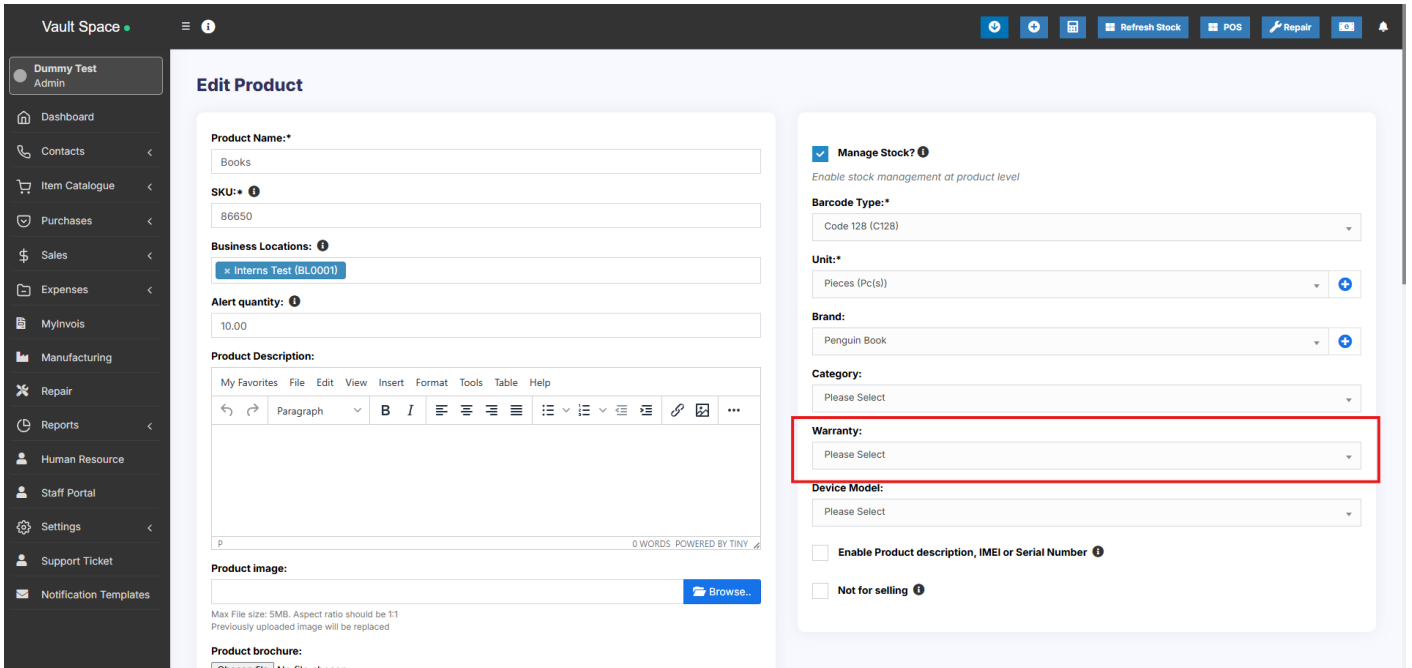 Vault Space
Refresh Stock
POS
Repair
Dummy Test
Admin
Dashboard
Contacts
Item Catalogue
Purchases
Sales
Expenses
MyInvois
Manufacturing
Repair
Reports
Human Resource
Staff Portal
Settings
Support Ticket
Notification Templates
Edit Product
Product Name:*
Books
SKU:*
86650
Business Locations:
× Interns Test (BL0001)
Alert quantity:
10.00
Product Description:
My Favorites File Edit View Insert Format Tools Table Help
Paragraph B I
P 0 WORDS POWERED BY TINY
Product image:
Browse..
Max File size: 5MB. Aspect ratio should be 1:1
Previously uploaded image will be replaced
Product brochure:
Manage Stock?
Enable stock management at product level
Barcode Type:*
Code 128 (C128)
Unit:*
Pieces (Pc(s))
Brand:
Penguin Book
Category:
Please Select
Warranty:
Please Select
Device Model:
Please Select
Enable Product description, IMEI or Serial Number
Not for selling